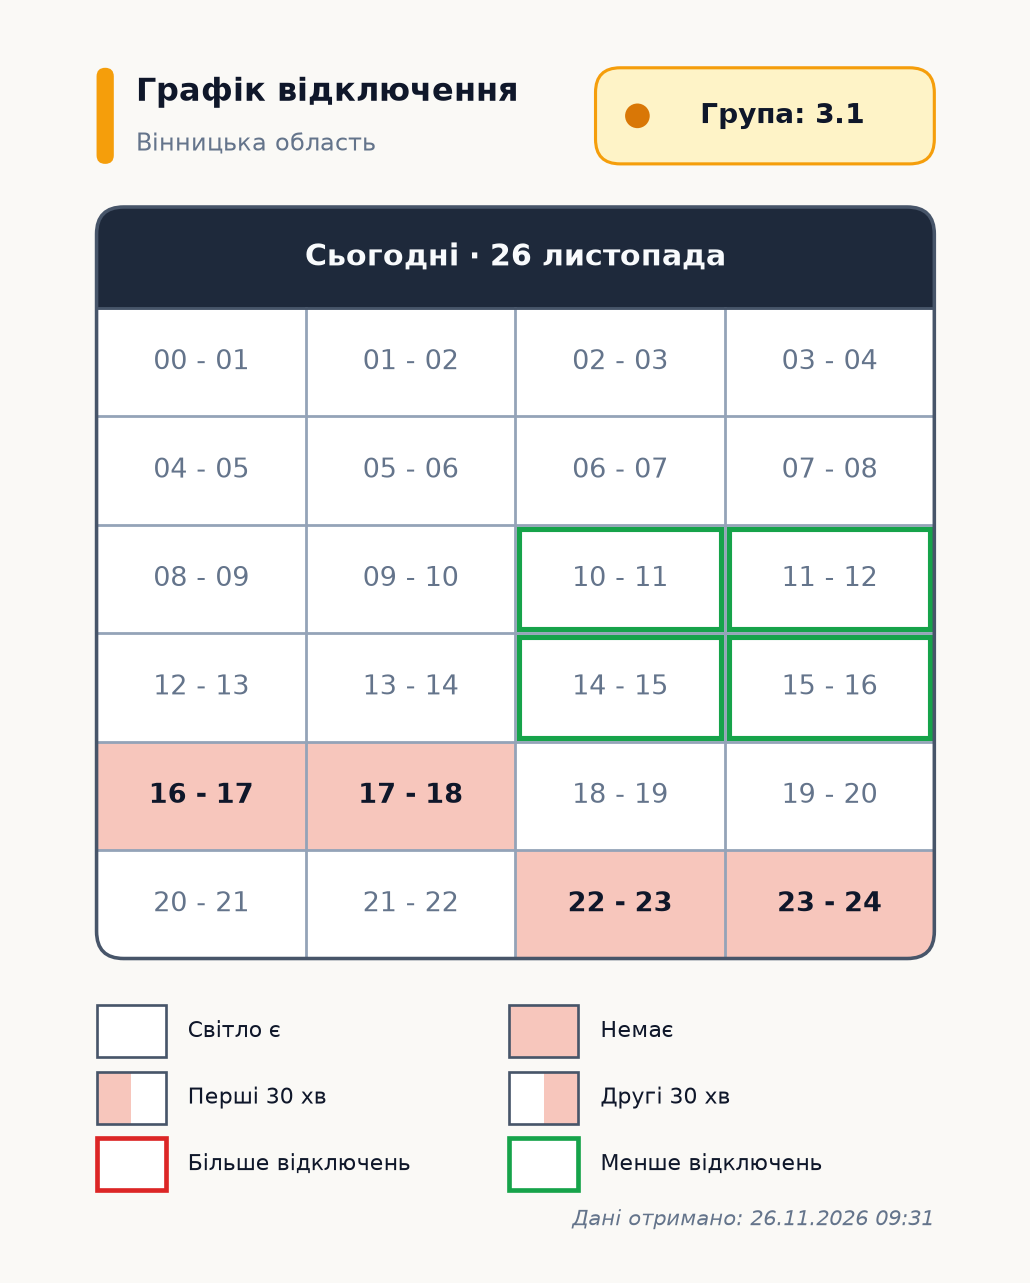 Графік відключення
Вінницька область
Група: 3.1
Сьогодні · 26 листопада
00 - 01 01 - 02 02 - 03 03 - 04
04 - 05 05 - 06 06 - 07 07 - 08
08 - 09 09 - 10 10 - 11 11 - 12
12 - 13 13 - 14 14 - 15 15 - 16
16 - 17 17 - 18 18 - 19 19 - 20
20 - 21 21 - 22 22 - 23 23 - 24
Світло є Немає
Перші 30 хв Другі 30 хв
Більше відключень Менше відключень
Дані отримано: 26.11.2026 09:31